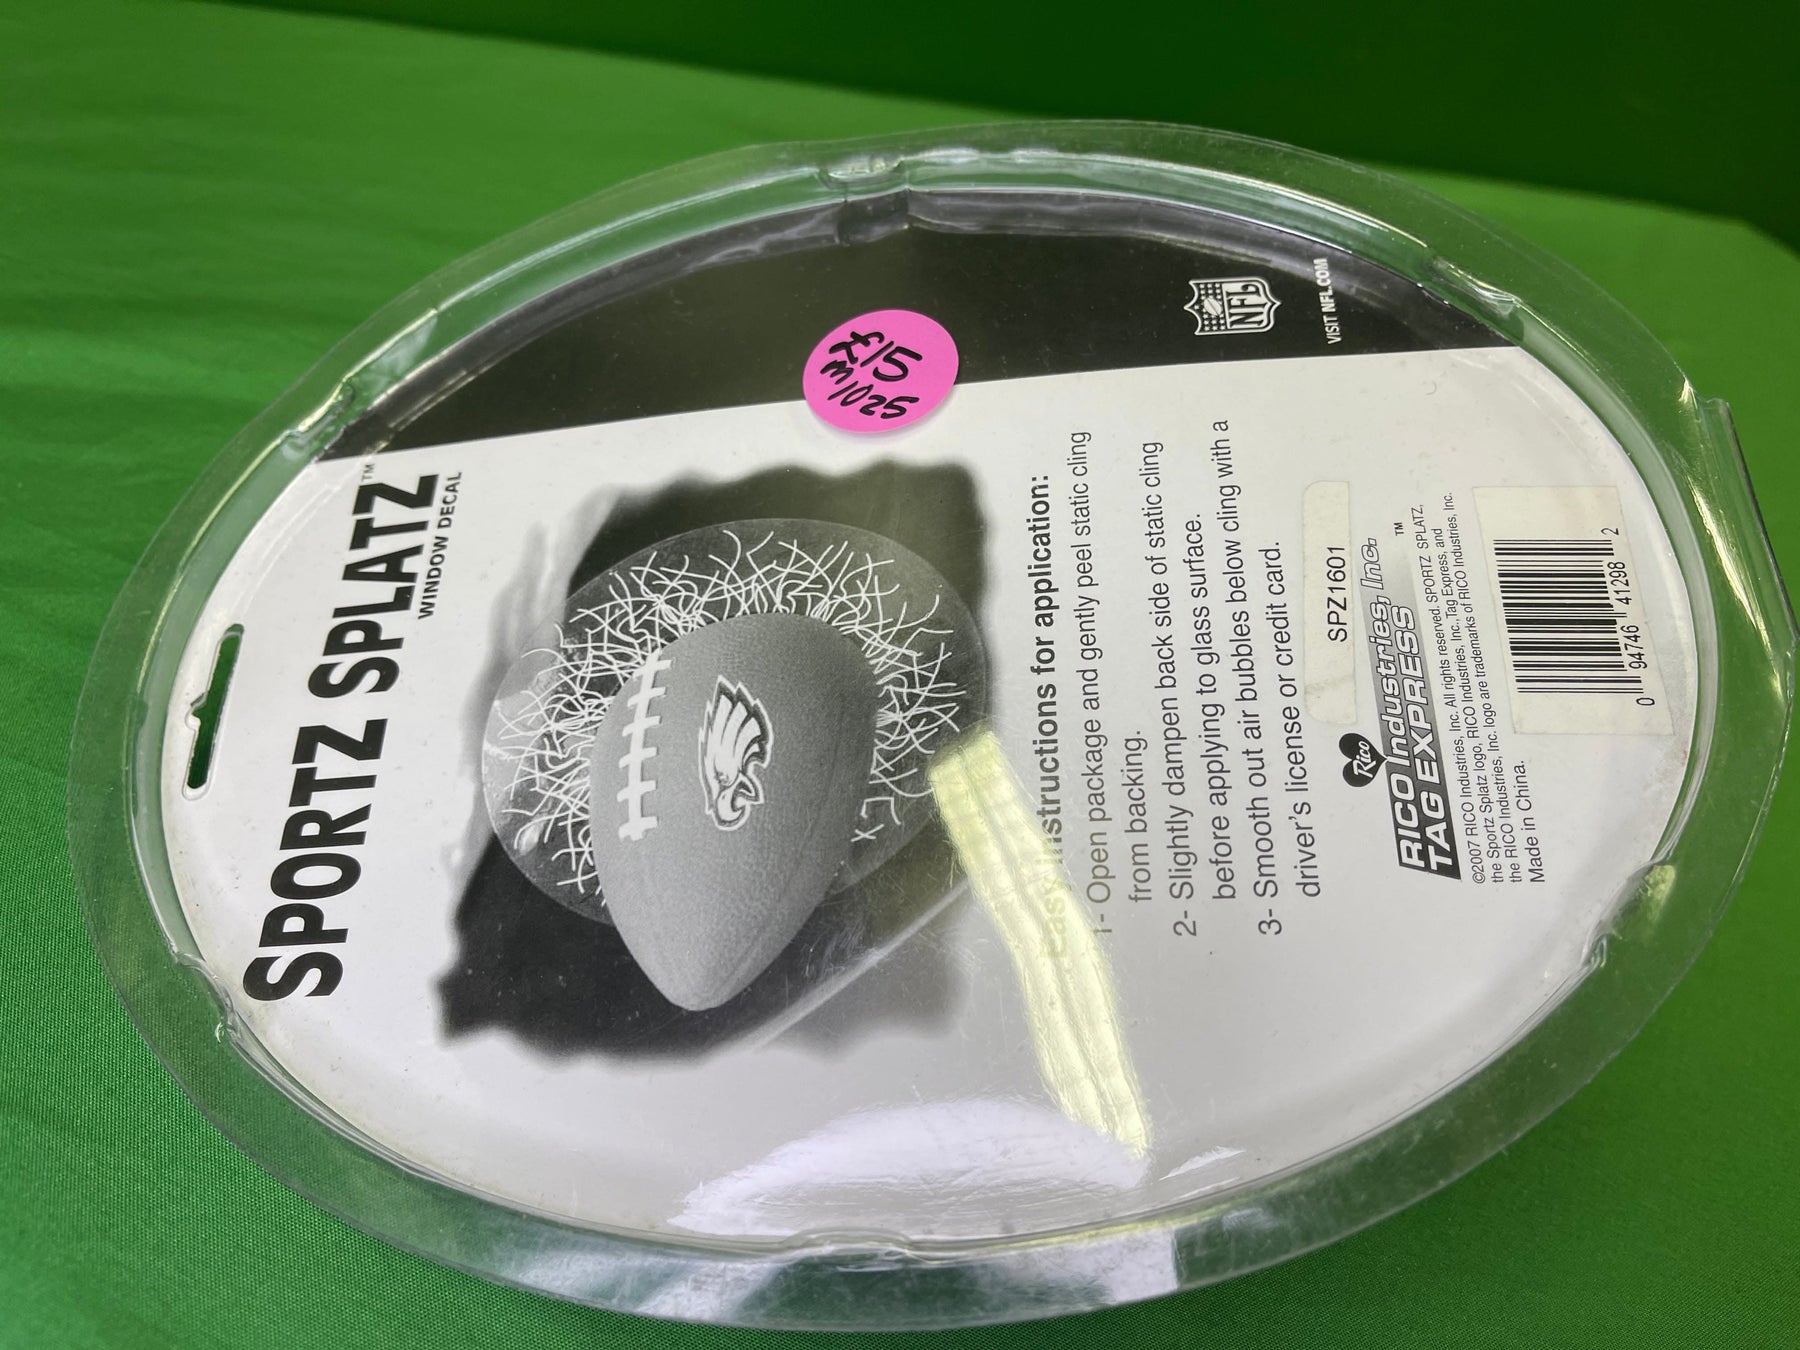 SPORTZ SPLATZ™
WINDOW DECAL
£15
m1025
NFL
VISIT NFL.COM
Easy Instructions for application:
1- Open package and gently peel static cling
from backing.
2- Slightly dampen back side of static cling
before applying to glass surface.
3- Smooth out air bubbles below cling with a
driver's license or credit card.
SPZ1601
Rico
RICO Industries, Inc.
TAG EXPRESS™
©2007 RICO Industries, Inc. All rights reserved. SPORTZ SPLATZ,
the Sportz Splatz logo, RICO Industries, Inc., Tag Express, and
the RICO Industries, Inc. logo are trademarks of RICO Industries, Inc.
Made in China.
0 94746 41298 2